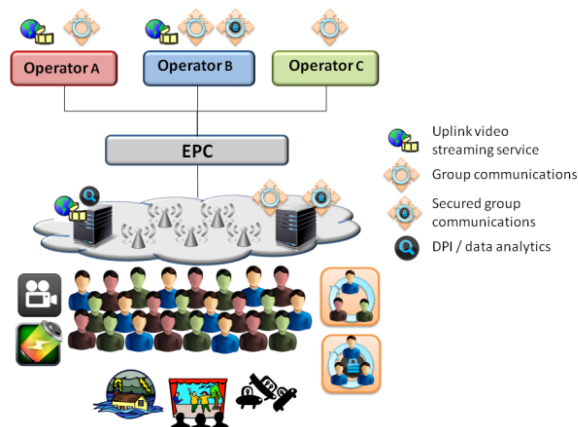 Operator A
Operator B
Operator C
EPC
Uplink video
streaming service
Group communications
Secured group
communications
DPI / data analytics